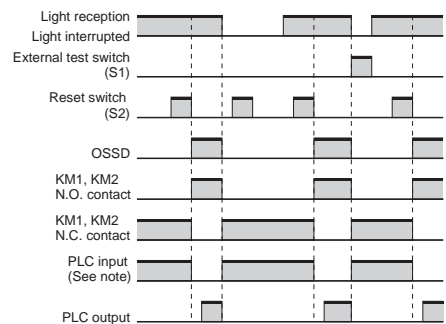 Light reception
Light interrupted
External test switch
(S1)
Reset switch
(S2)
OSSD
KM1, KM2
N.O. contact
KM1, KM2
N.C. contact
PLC input
(See note)
PLC output